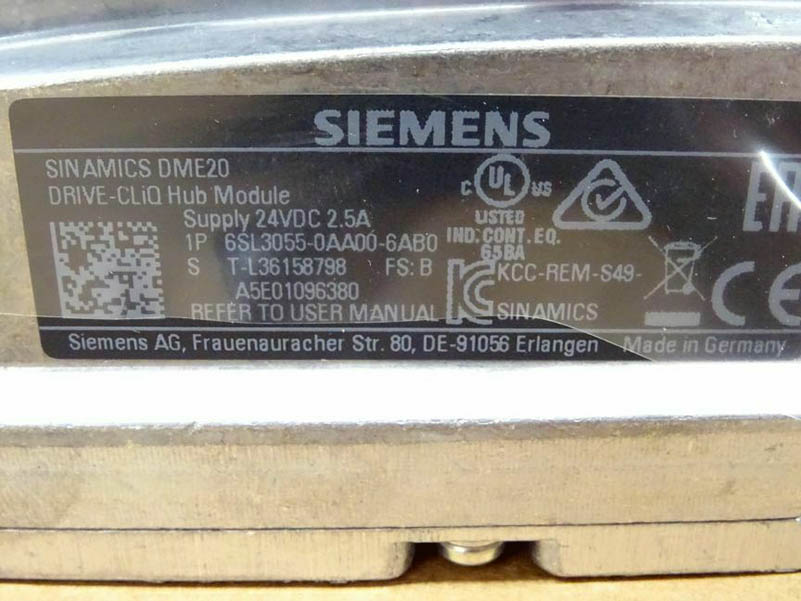 SIEMENS
SINAMICS DME20
DRIVE-CLiQ Hub Module
Supply 24VDC 2.5A
1P 6SL3055-0AA00-6AB0
S T-L36158798 FS: B
A5E01096380
REFER TO USER MANUAL
C UL US
LISTED
IND. CONT. EQ.
65BA
EAC
KCC-REM-S49-
SINAMICS
CE
Siemens AG, Frauenauracher Str. 80, DE-91056 Erlangen Made in Germany